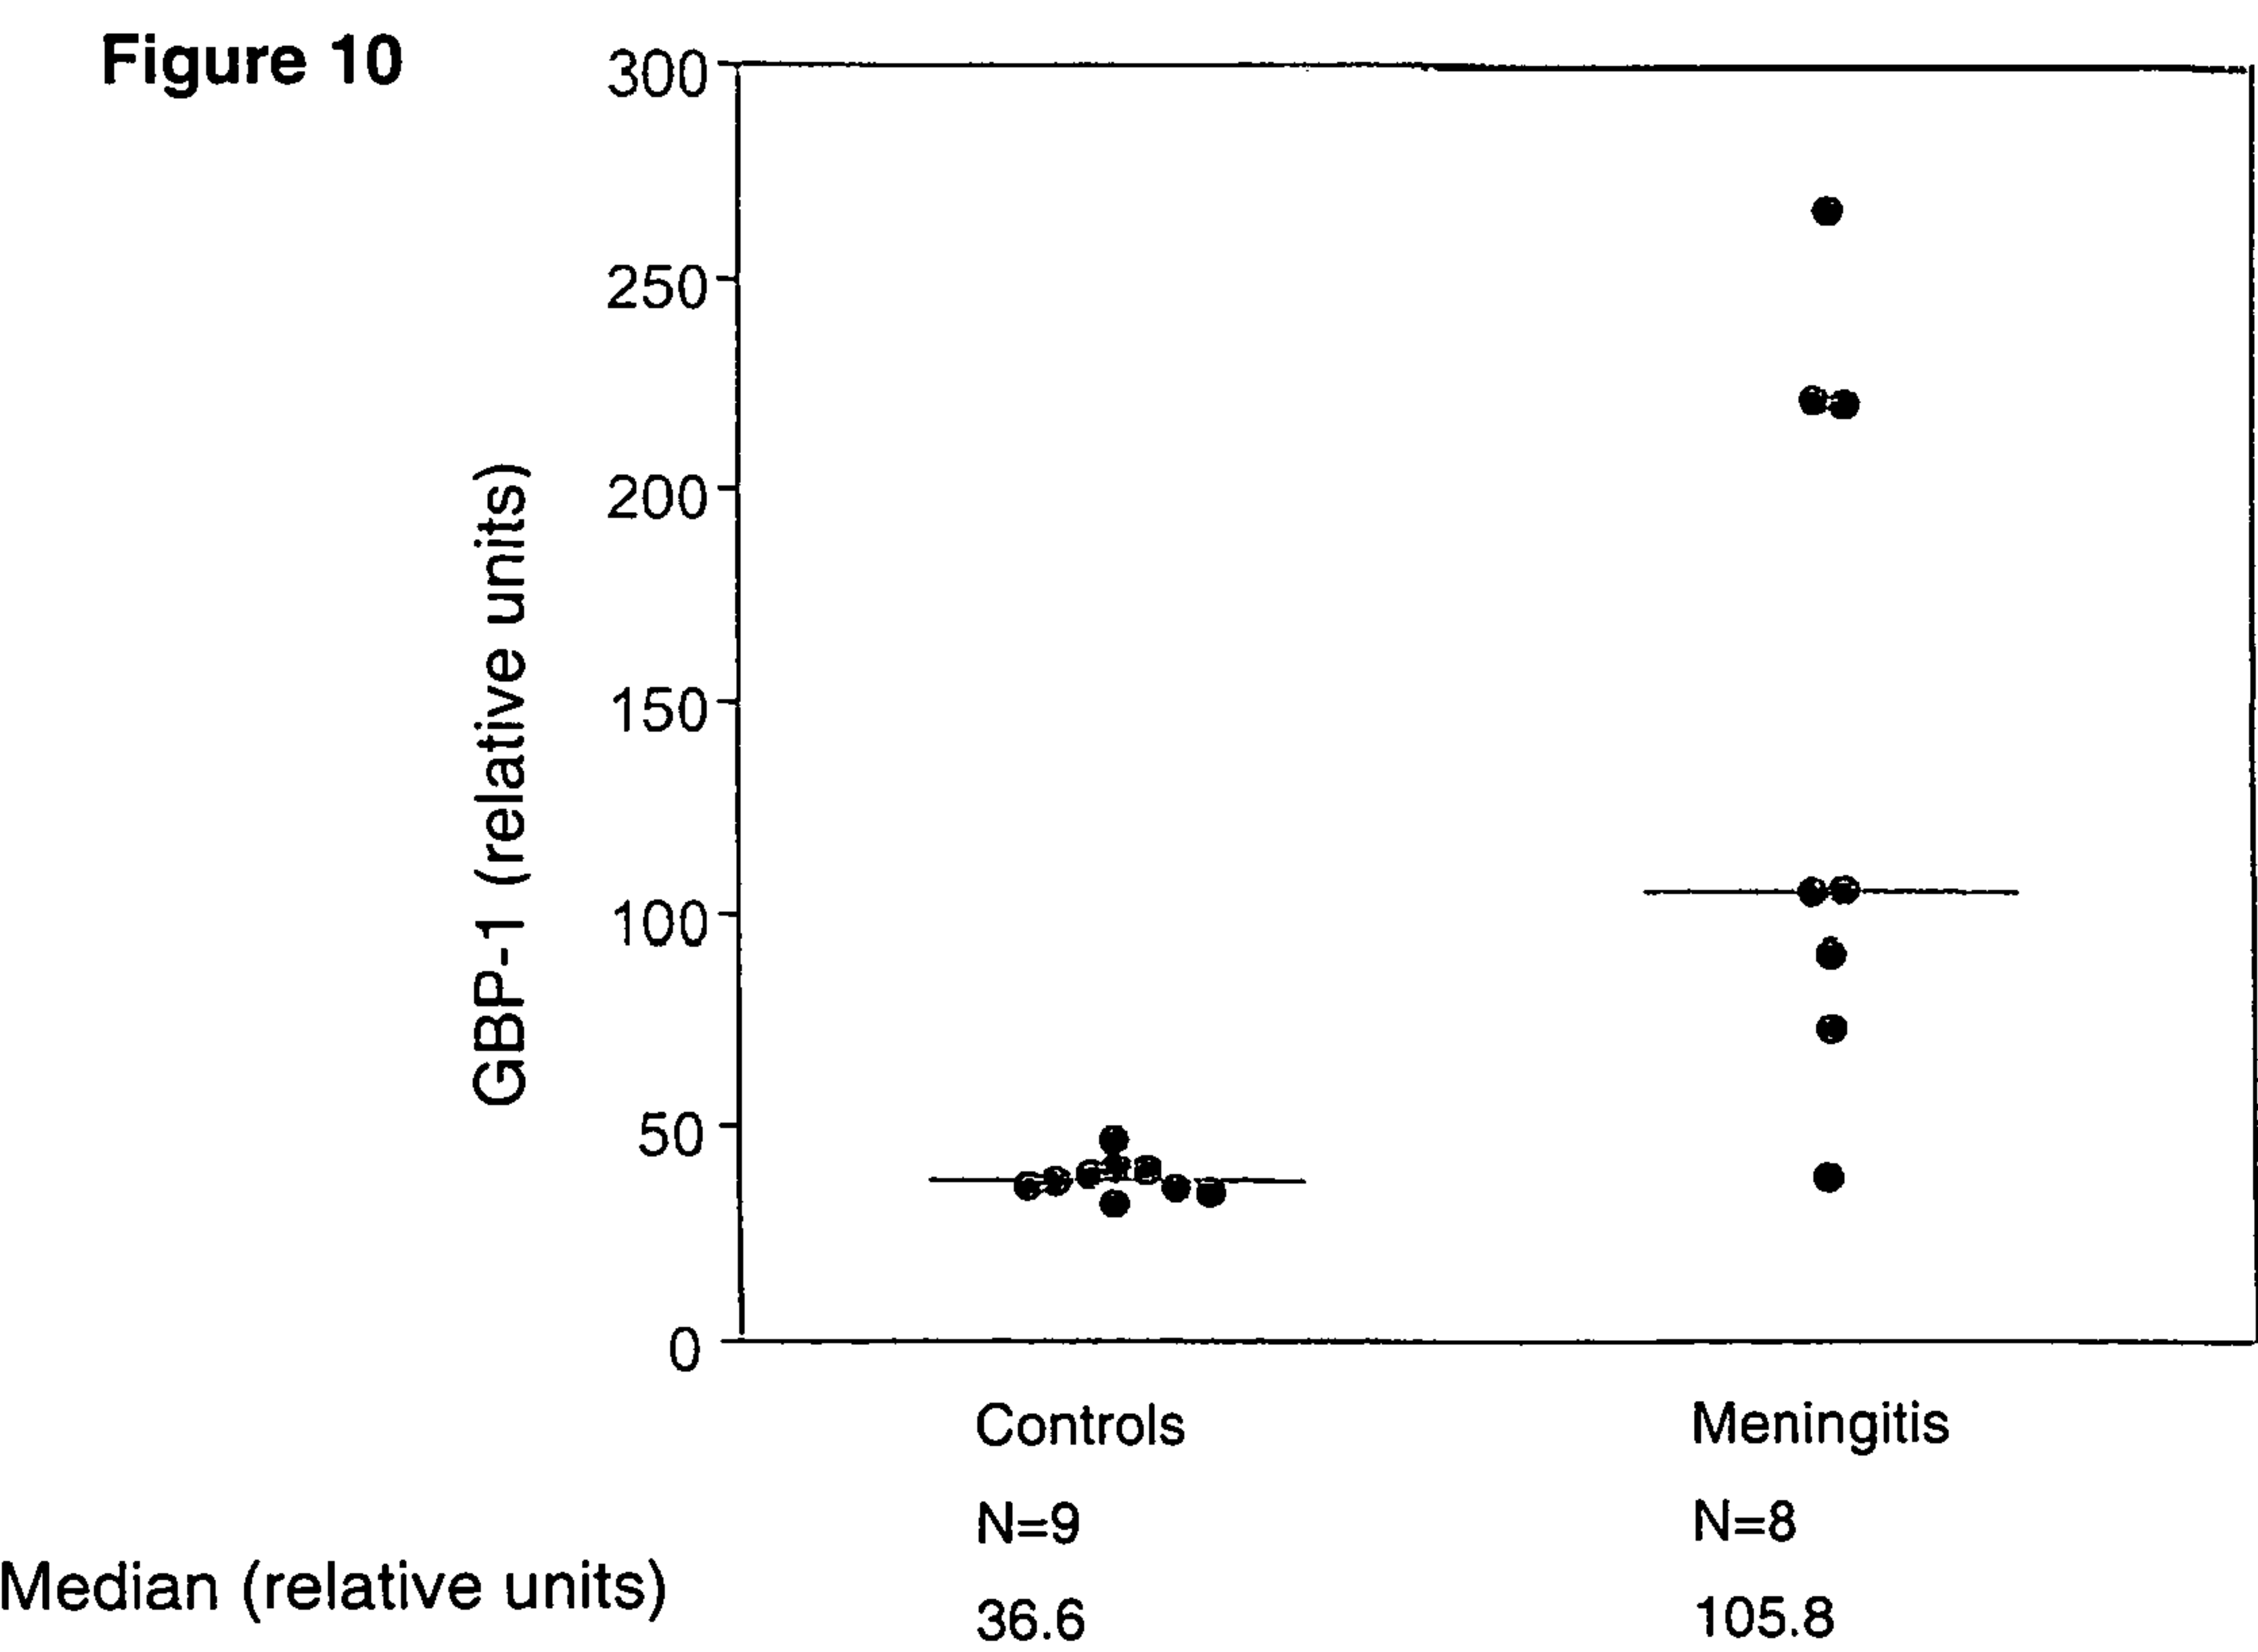 Figure 10
300
250
200
150
100
50
0
GBP-1 (relative units)
Controls Meningitis
N=9 N=8
Median (relative units) 36.6 105.8